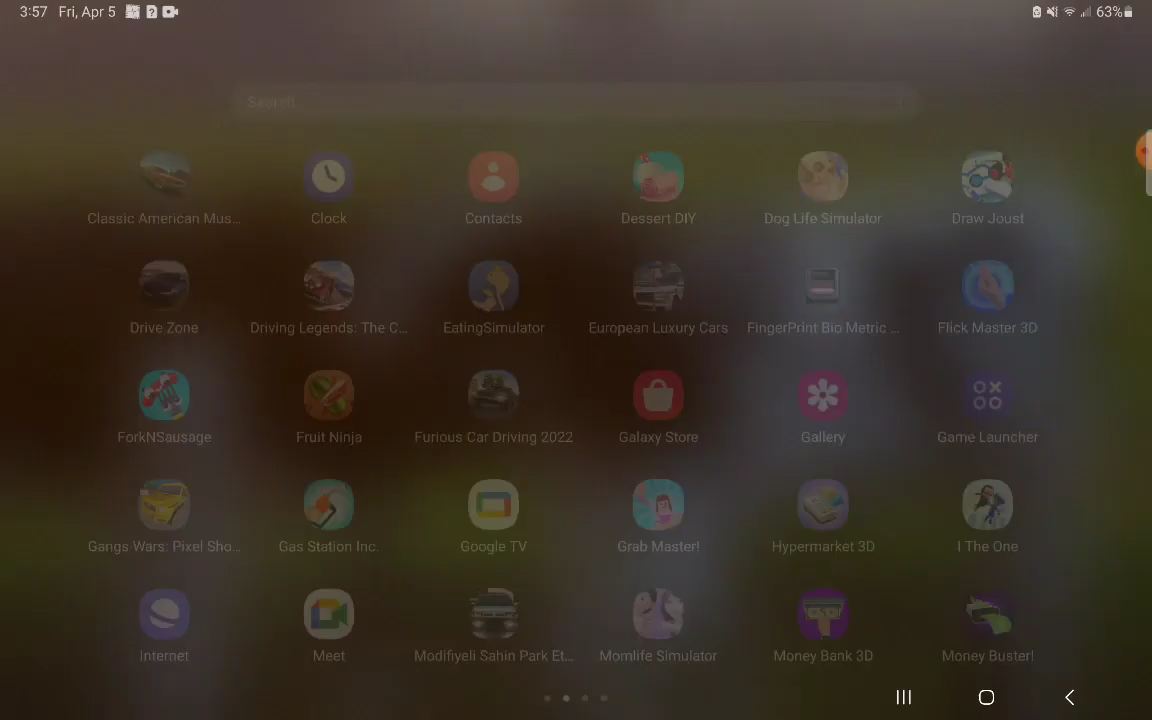 3:57 Fri, Apr 5 63%
Search
Classic American Mus... Clock Contacts Dessert DIY Dog Life Simulator Draw Joust
Drive Zone Driving Legends: The C... EatingSimulator European Luxury Cars FingerPrint Bio Metric ... Flick Master 3D
ForkNSausage Fruit Ninja Furious Car Driving 2022 Galaxy Store Gallery Game Launcher
Gangs Wars: Pixel Sho... Gas Station Inc. Google TV Grab Master! Hypermarket 3D I The One
Internet Meet Modifiyeli Sahin Park Et... Momlife Simulator Money Bank 3D Money Buster!